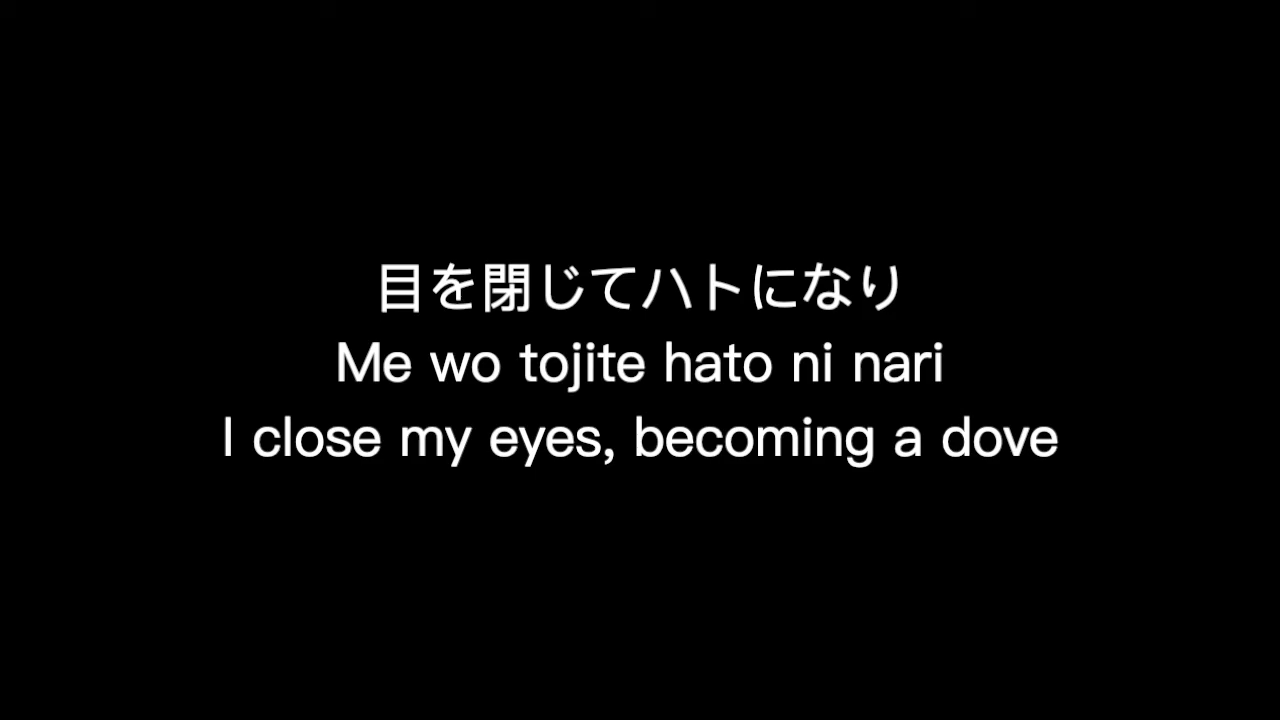 目を閉じてハトになり
Me wo tojite hato ni nari
I close my eyes, becoming a dove